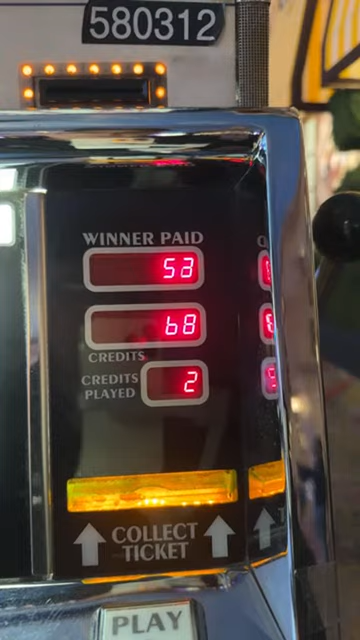 580312
WINNER PAID
53
68
CREDITS
CREDITS
PLAYED
2
COLLECT
TICKET
PLAY